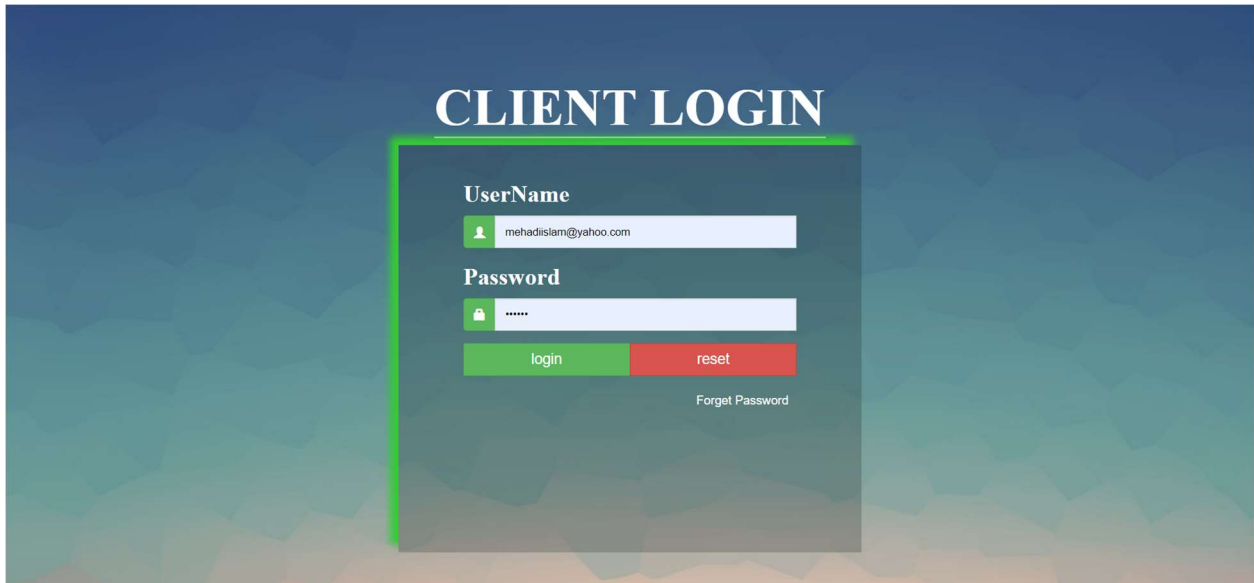 CLIENT LOGIN
UserName
mehadiislam@yahoo.com
Password
••••••
login reset
Forget Password